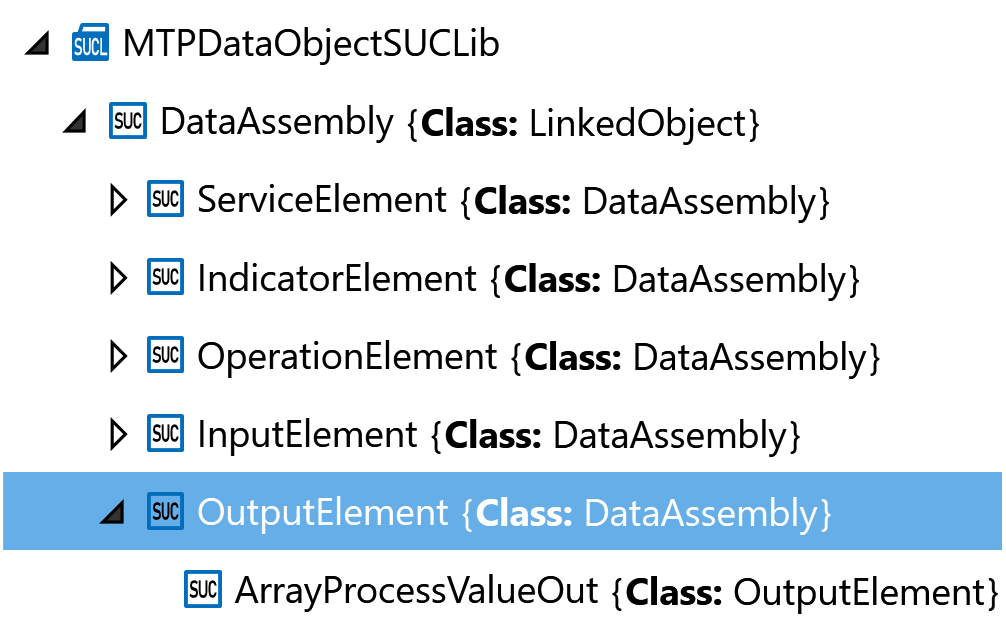 SUCL MTPDataObjectSUCLib
SUC DataAssembly {Class: LinkedObject}
SUC ServiceElement {Class: DataAssembly}
SUC IndicatorElement {Class: DataAssembly}
SUC OperationElement {Class: DataAssembly}
SUC InputElement {Class: DataAssembly}
SUC OutputElement {Class: DataAssembly}
SUC ArrayProcessValueOut {Class: OutputElement}